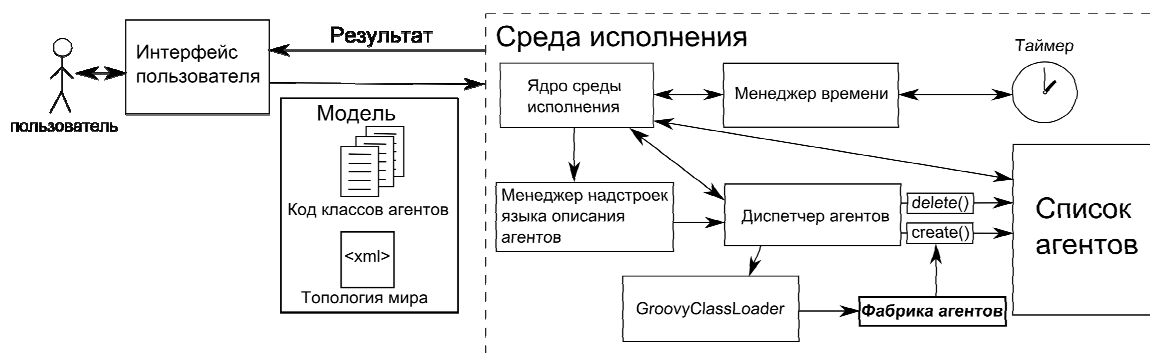 пользователь
Интерфейс
пользователя
Результат
Модель
Код классов агентов
<xml>
Топология мира
Среда исполнения
Ядро среды
исполнения
Менеджер времени
Таймер
Менеджер надстроек
языка описания
агентов
Диспетчер агентов
delete()
create()
Список
агентов
GroovyClassLoader
Фабрика агентов